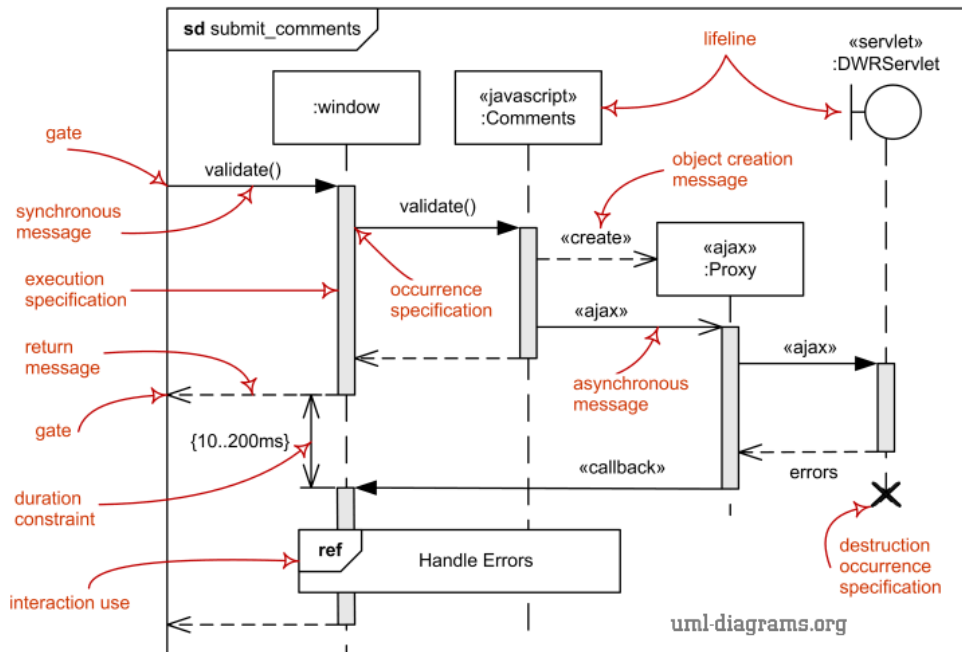 sd submit_comments
lifeline
«servlet»
:DWRServlet
:window
«javascript»
:Comments
gate
validate()
object creation
message
synchronous
message
validate()
«create»
«ajax»
:Proxy
execution
specification
occurrence
specification
«ajax»
return
message
«ajax»
asynchronous
message
gate
{10..200ms}
«callback»
errors
duration
constraint
ref
Handle Errors
destruction
occurrence
specification
interaction use
uml-diagrams.org